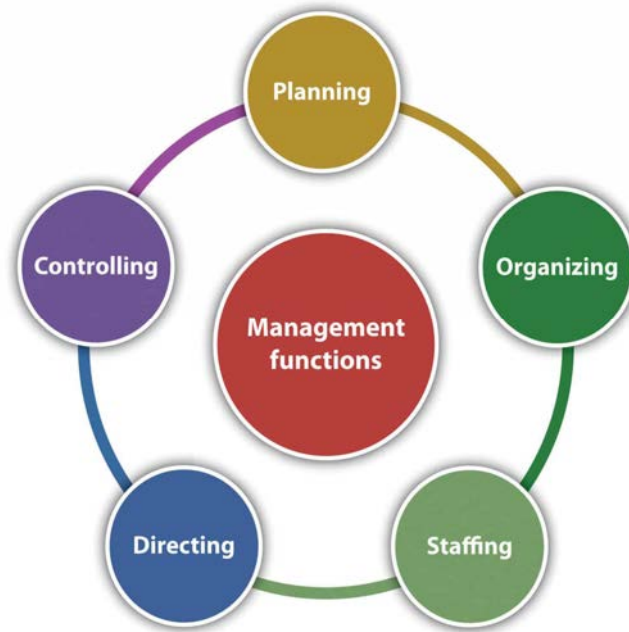 Planning
Organizing
Staffing
Directing
Controlling
Management
functions